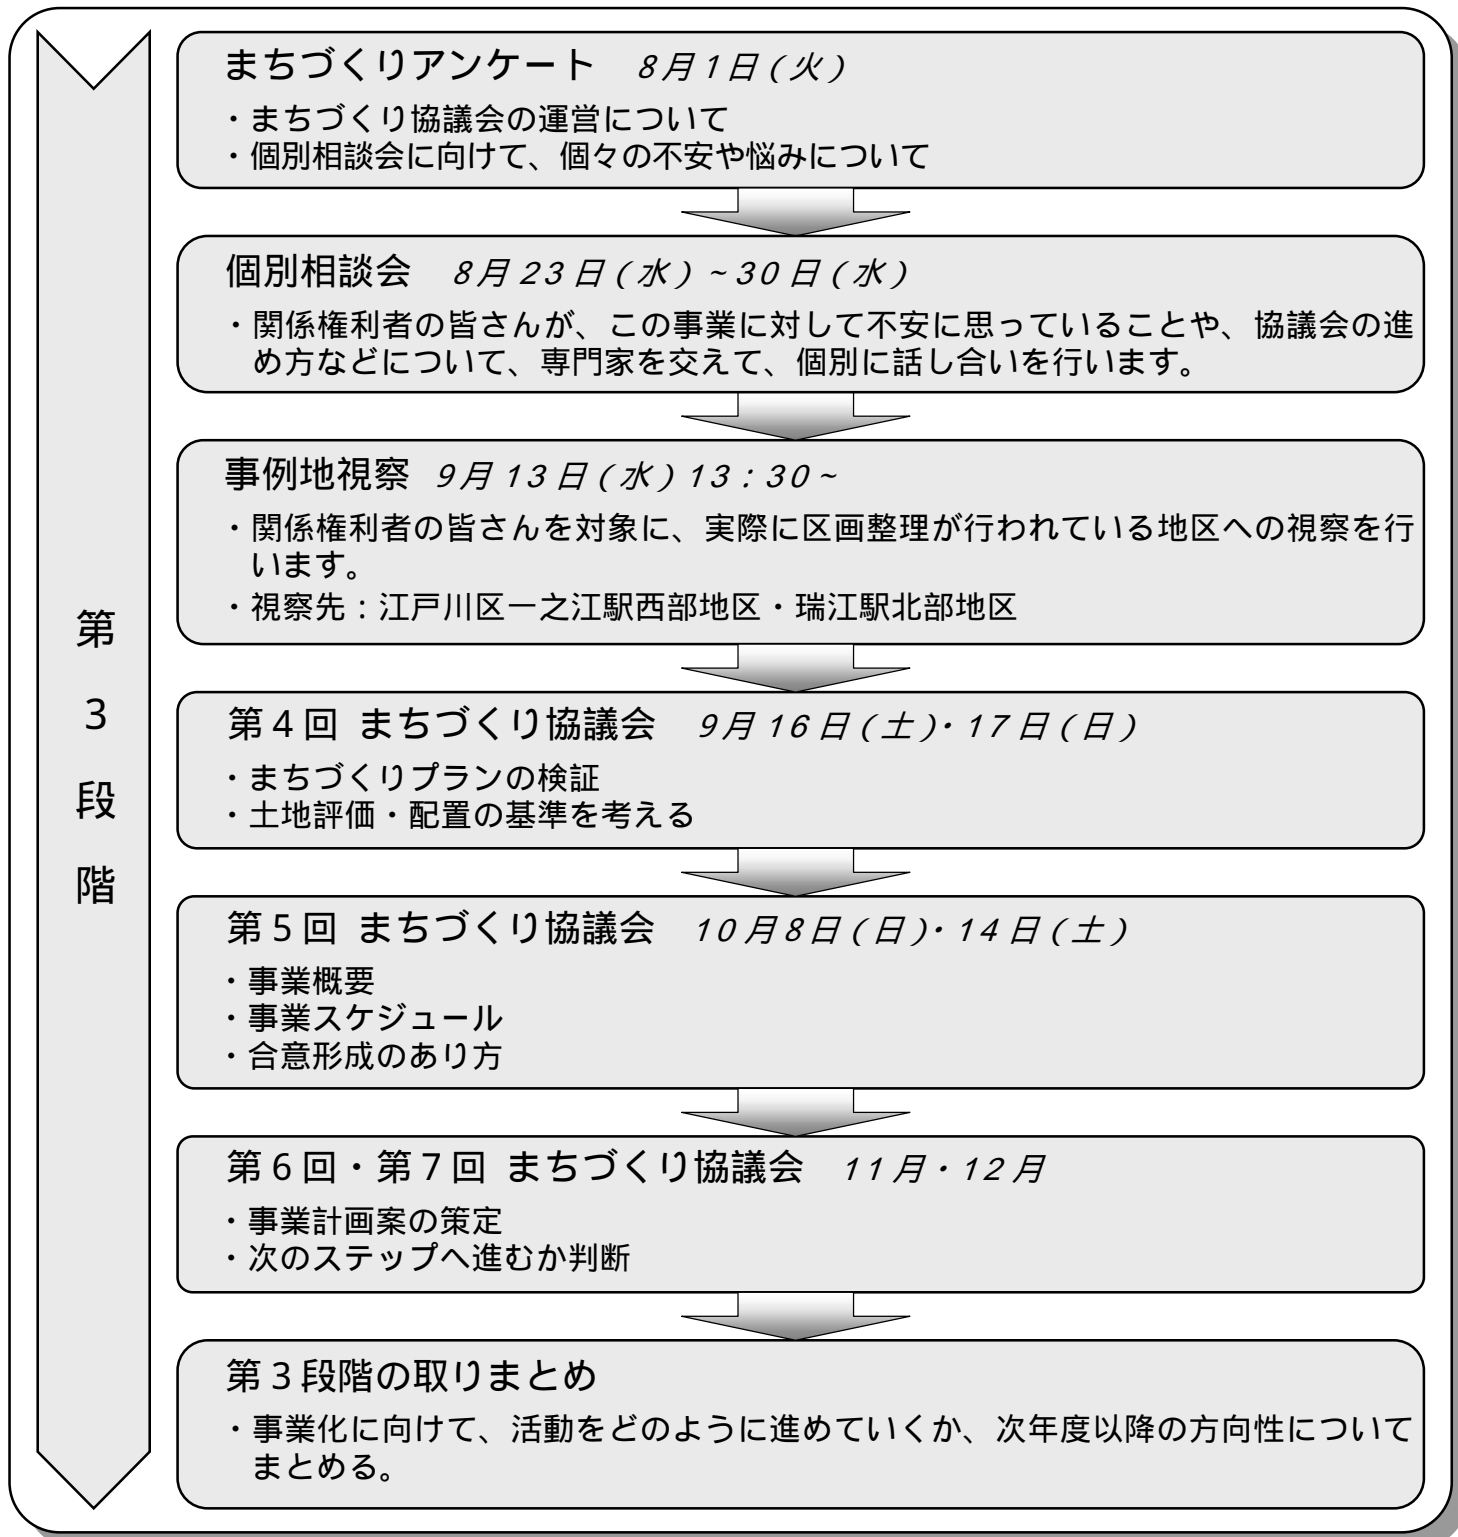 第3段階
まちづくりアンケート 8月1日(火)
・まちづくり協議会の運営について
・個別相談会に向けて、個々の不安や悩みについて
個別相談会 8月23日(水)~30日(水)
・関係権利者の皆さんが、この事業に対して不安に思っていることや、協議会の進
め方などについて、専門家を交えて、個別に話し合いを行います。
事例地視察 9月13日(水)13:30~
・関係権利者の皆さんを対象に、実際に区画整理が行われている地区への視察を行
います。
・視察先:江戸川区一之江駅西部地区・瑞江駅北部地区
第4回 まちづくり協議会 9月16日(土)・17日(日)
・まちづくりプランの検証
・土地評価・配置の基準を考える
第5回 まちづくり協議会 10月8日(日)・14日(土)
・事業概要
・事業スケジュール
・合意形成のあり方
第6回・第7回 まちづくり協議会 11月・12月
・事業計画案の策定
・次のステップへ進むか判断
第3段階の取りまとめ
・事業化に向けて、活動をどのように進めていくか、次年度以降の方向性について
まとめる。